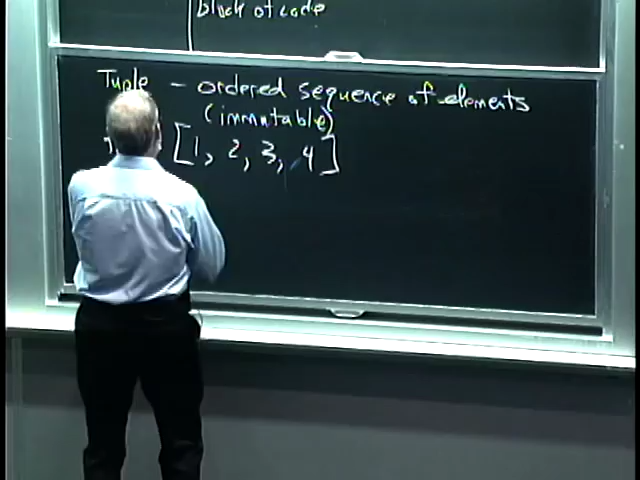 block of code
Tuple - ordered sequence of elements
(immutable)
[1, 2, 3, 4]